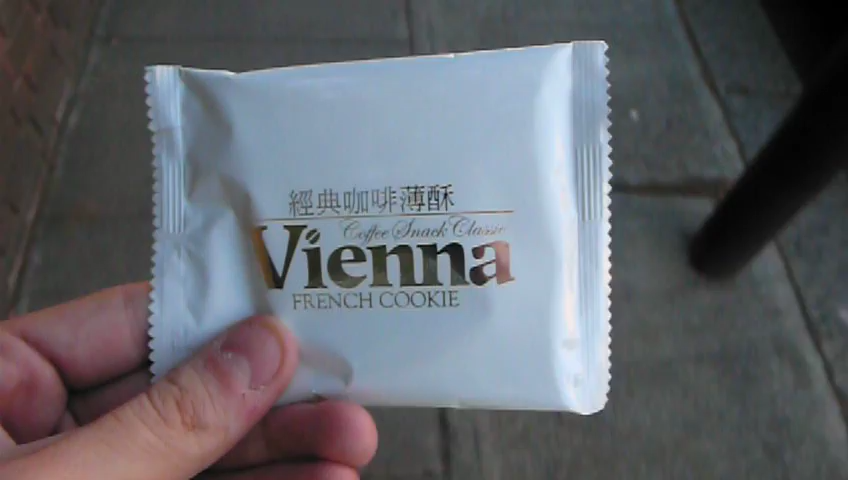 經典咖啡薄酥
Coffee Snack Classic
Vienna
FRENCH COOKIE